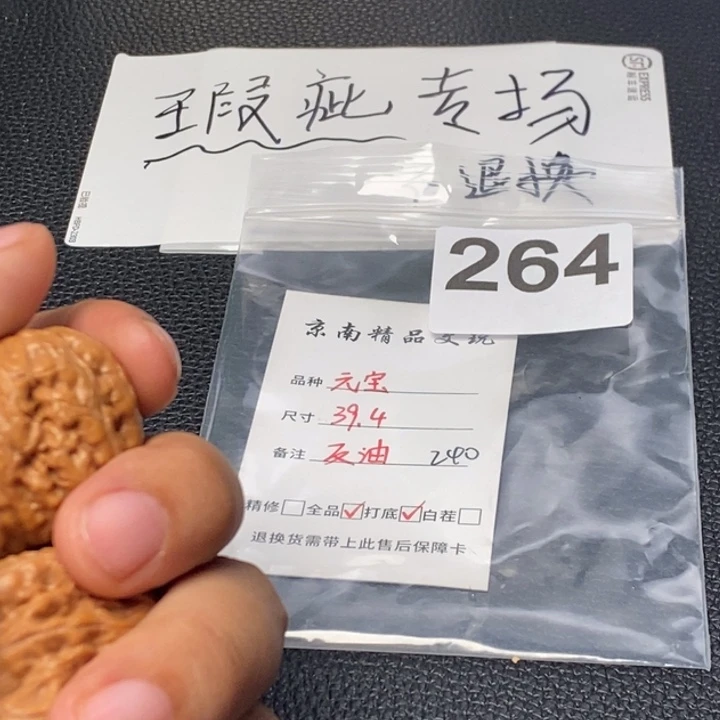 瑕疵专场
退换
SF EXPRESS
264
京南精品文玩
品种 元宝
尺寸 39.4
备注 反油 240
精修 全品 打底 白茬
退换货需带上此售后保障卡